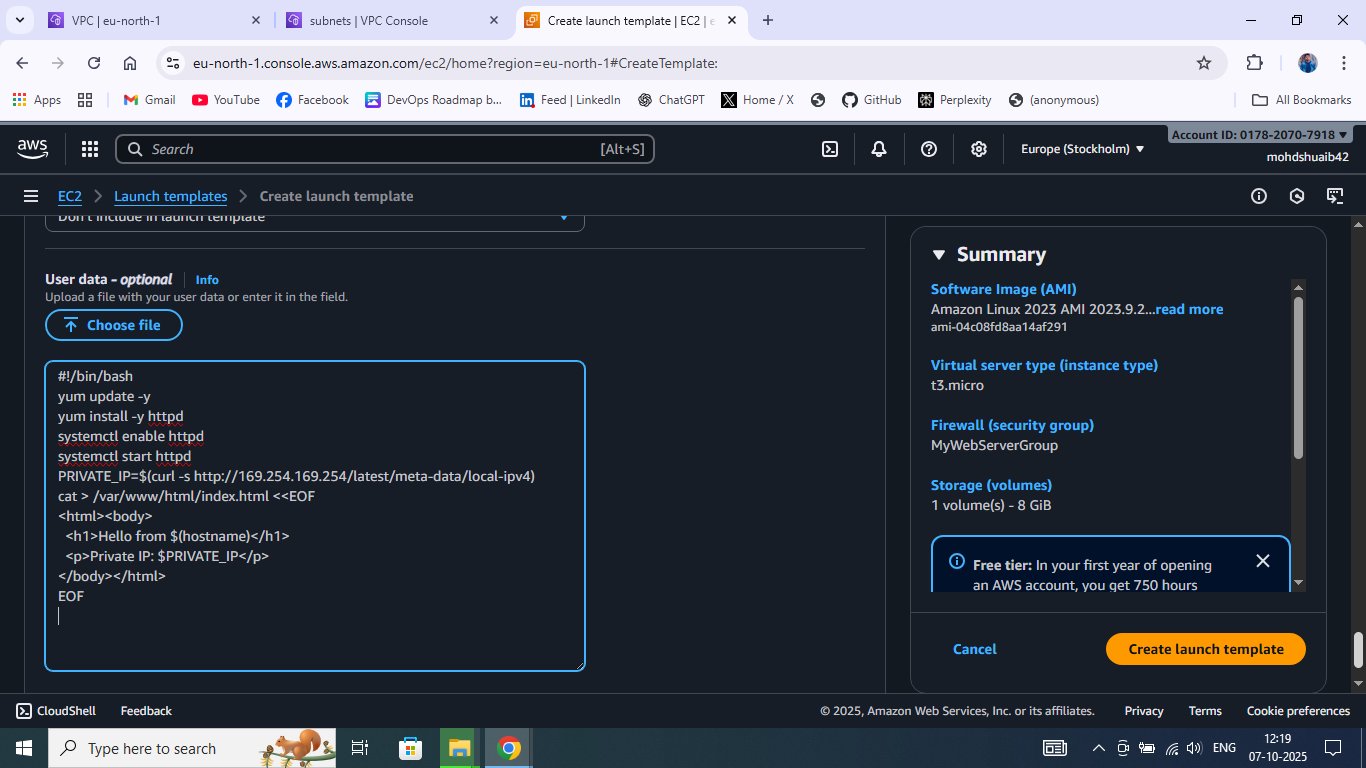 VPC | eu-north-1
subnets | VPC Console
Create launch template | EC2 | e
eu-north-1.console.aws.amazon.com/ec2/home?region=eu-north-1#CreateTemplate:
Apps
Gmail
YouTube
Facebook
DevOps Roadmap b...
Feed | LinkedIn
ChatGPT
Home / X
GitHub
Perplexity
(anonymous)
All Bookmarks
aws
Search
[Alt+S]
Europe (Stockholm)
Account ID: 0178-2070-7918
mohdshuaib42
EC2
Launch templates
Create launch template
Don't include in launch template
User data - optional
Info
Upload a file with your user data or enter it in the field.
Choose file
#!/bin/bash
yum update -y
yum install -y httpd
systemctl enable httpd
systemctl start httpd
PRIVATE_IP=$(curl -s http://169.254.169.254/latest/meta-data/local-ipv4)
cat > /var/www/html/index.html <<EOF
<html><body>
  <h1>Hello from $(hostname)</h1>
  <p>Private IP: $PRIVATE_IP</p>
</body></html>
EOF
Summary
Software Image (AMI)
Amazon Linux 2023 AMI 2023.9.2...read more
ami-04c08fd8aa14af291
Virtual server type (instance type)
t3.micro
Firewall (security group)
MyWebServerGroup
Storage (volumes)
1 volume(s) - 8 GiB
Free tier: In your first year of opening
an AWS account, you get 750 hours
Cancel
Create launch template
CloudShell
Feedback
© 2025, Amazon Web Services, Inc. or its affiliates.
Privacy
Terms
Cookie preferences
Type here to search
ENG
12:19
07-10-2025